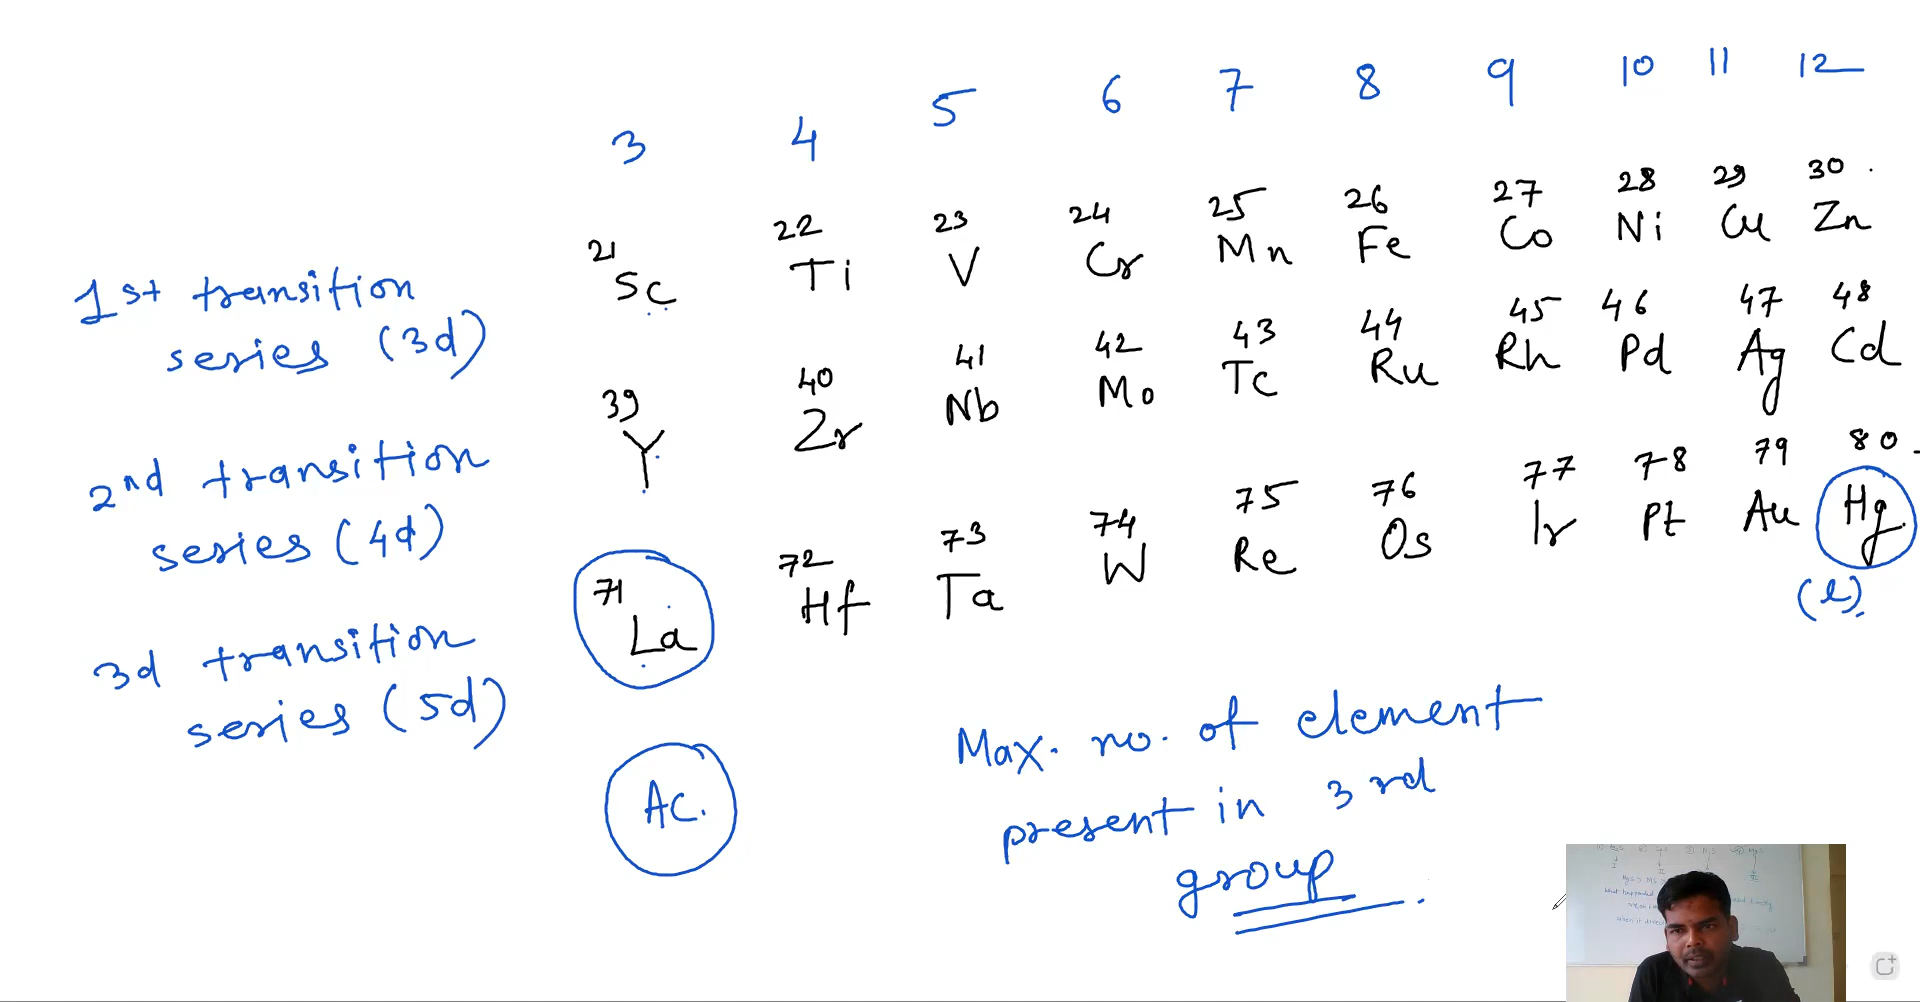 3 4 5 6 7 8 9 10 11 12
21 22 23 24 25 26 27 28 29 30
Sc Ti V Cr Mn Fe Co Ni Cu Zn
1st transition
series (3d)
39 40 41 42 43 44 45 46 47 48
Y Zr Nb Mo Tc Ru Rh Pd Ag Cd
2nd transition
series (4d)
71 72 73 74 75 76 77 78 79 80
La Hf Ta W Re Os Ir Pt Au Hg
(l)
3d transition
series (5d)
Ac.
Max. no. of element
present in 3rd
group